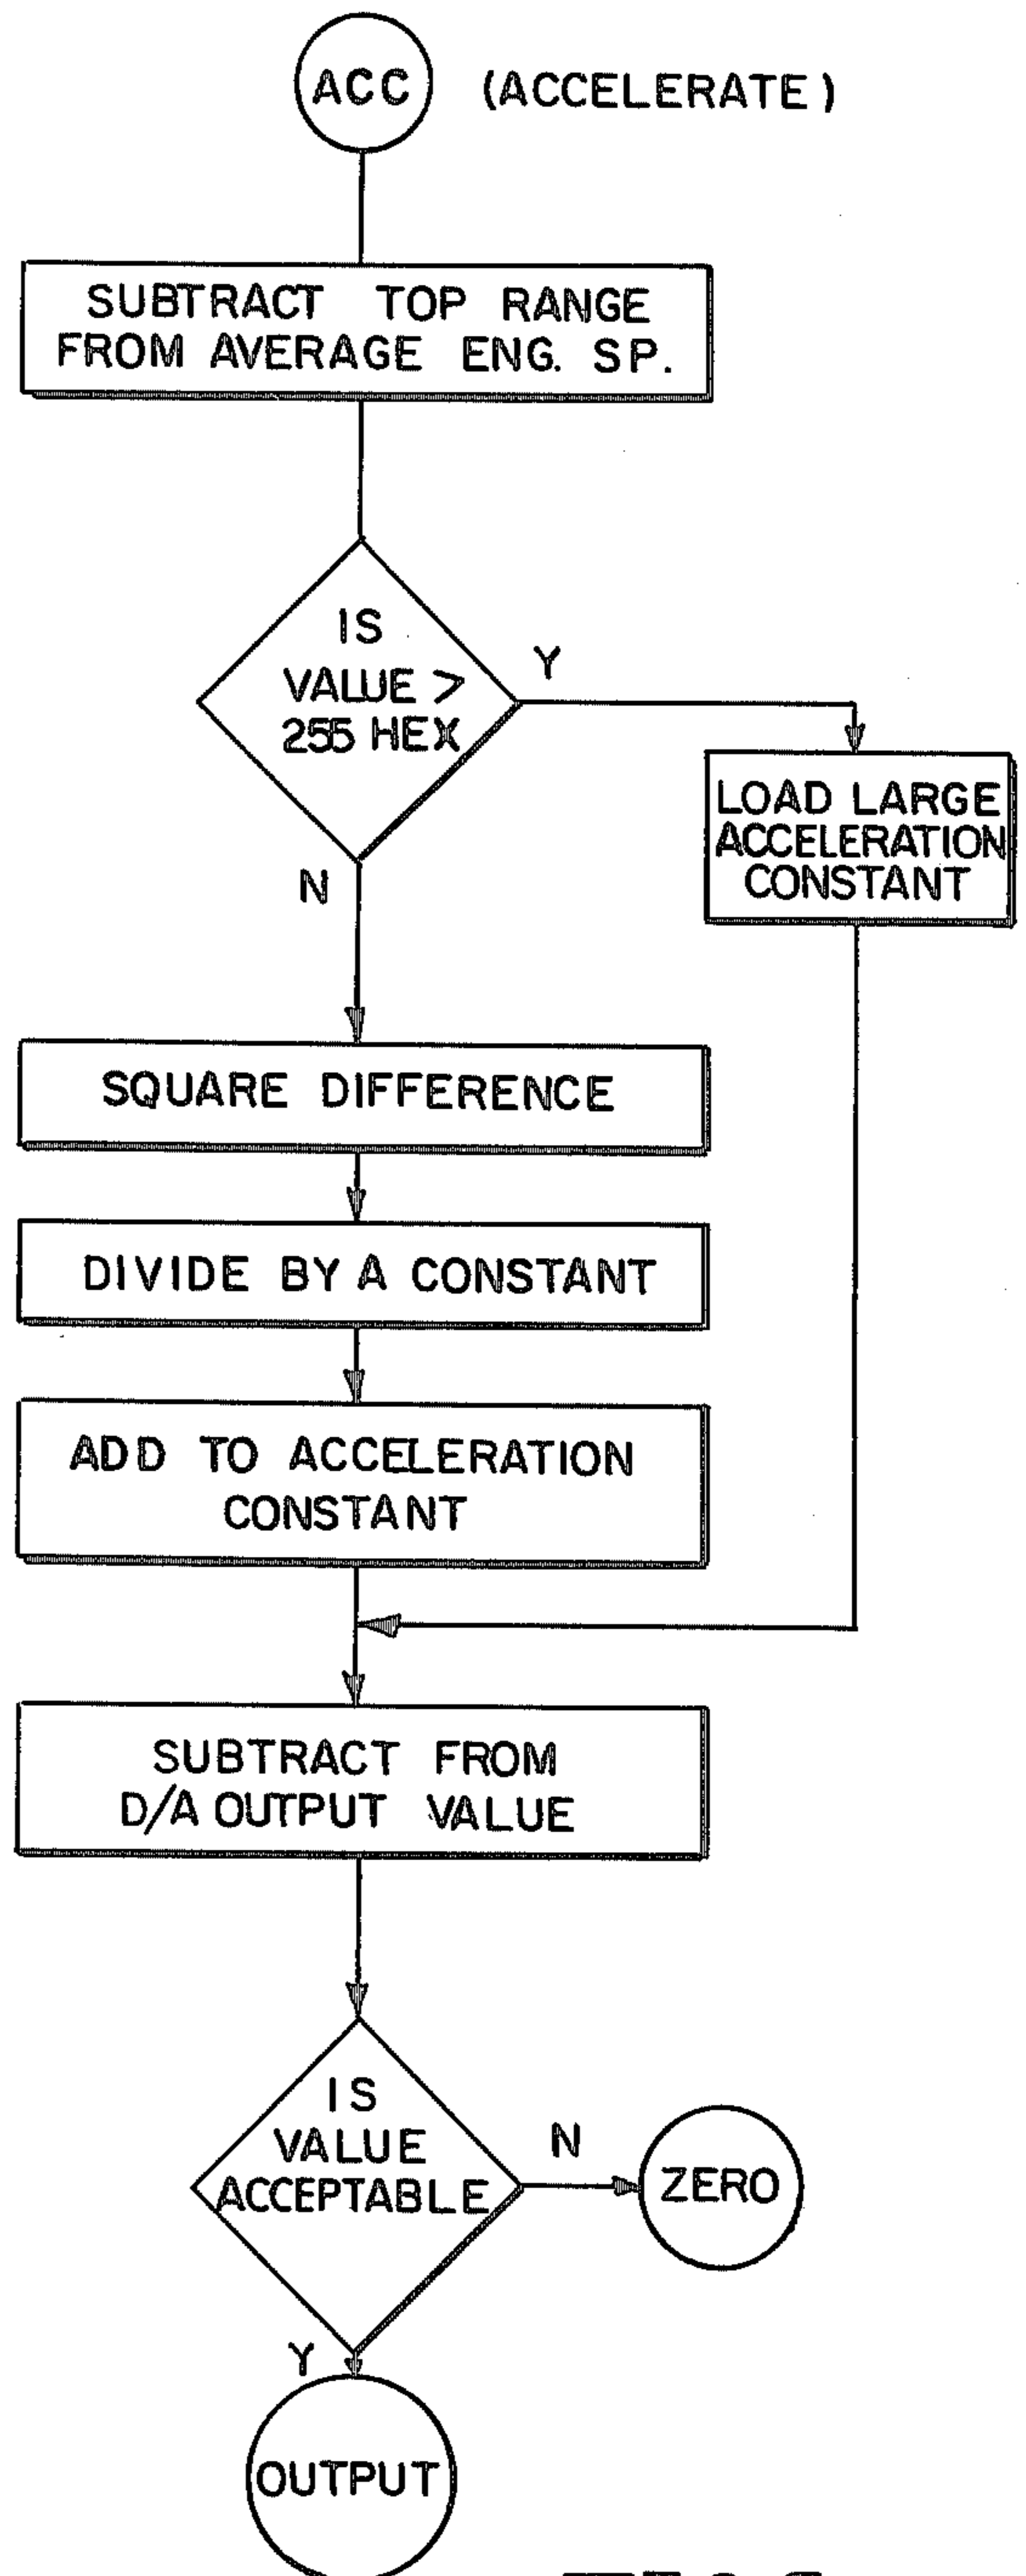 ACC
(ACCELERATE)
SUBTRACT TOP RANGE
FROM AVERAGE ENG. SP.
IS
VALUE >
255 HEX
Y
LOAD LARGE
ACCELERATION
CONSTANT
N
SQUARE DIFFERENCE
DIVIDE BY A CONSTANT
ADD TO ACCELERATION
CONSTANT
SUBTRACT FROM
D/A OUTPUT VALUE
IS
VALUE
ACCEPTABLE
N
ZERO
Y
OUTPUT